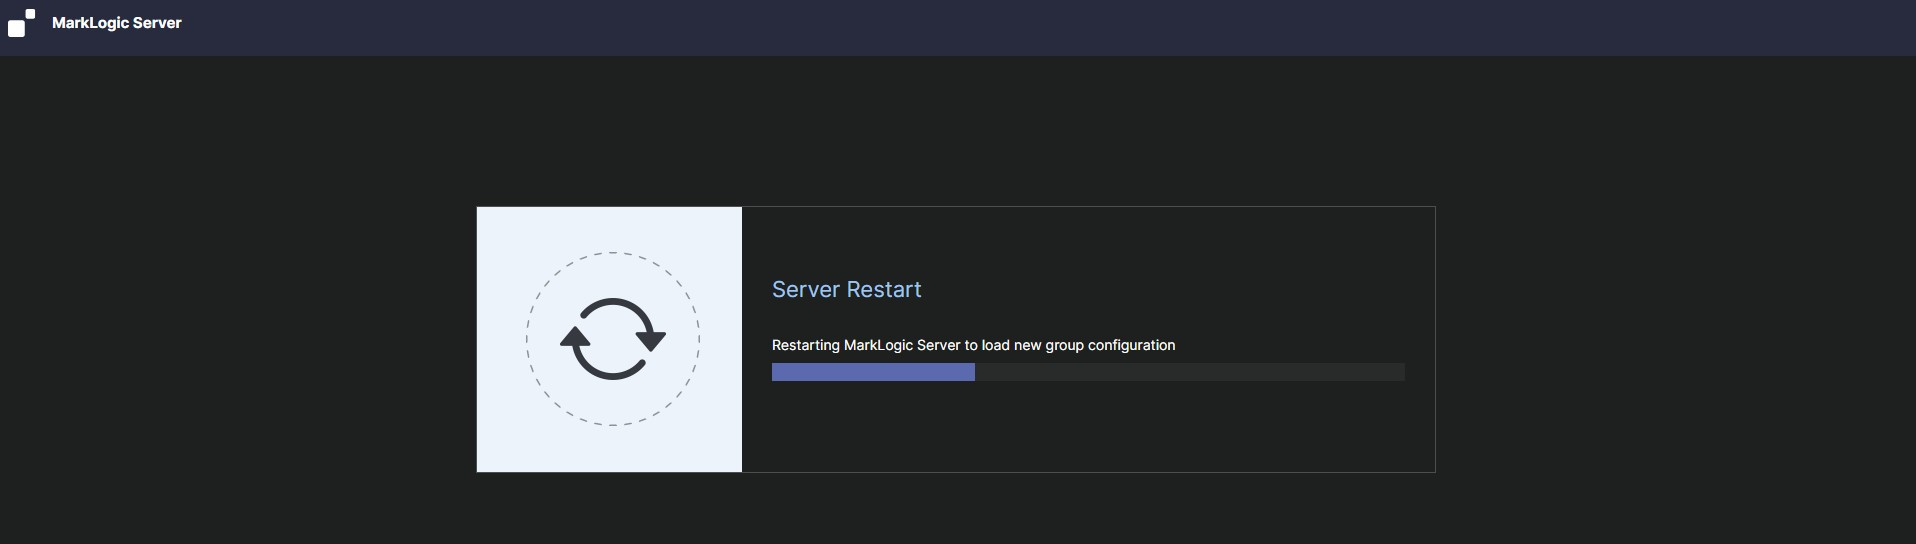 MarkLogic Server
Server Restart
Restarting MarkLogic Server to load new group configuration